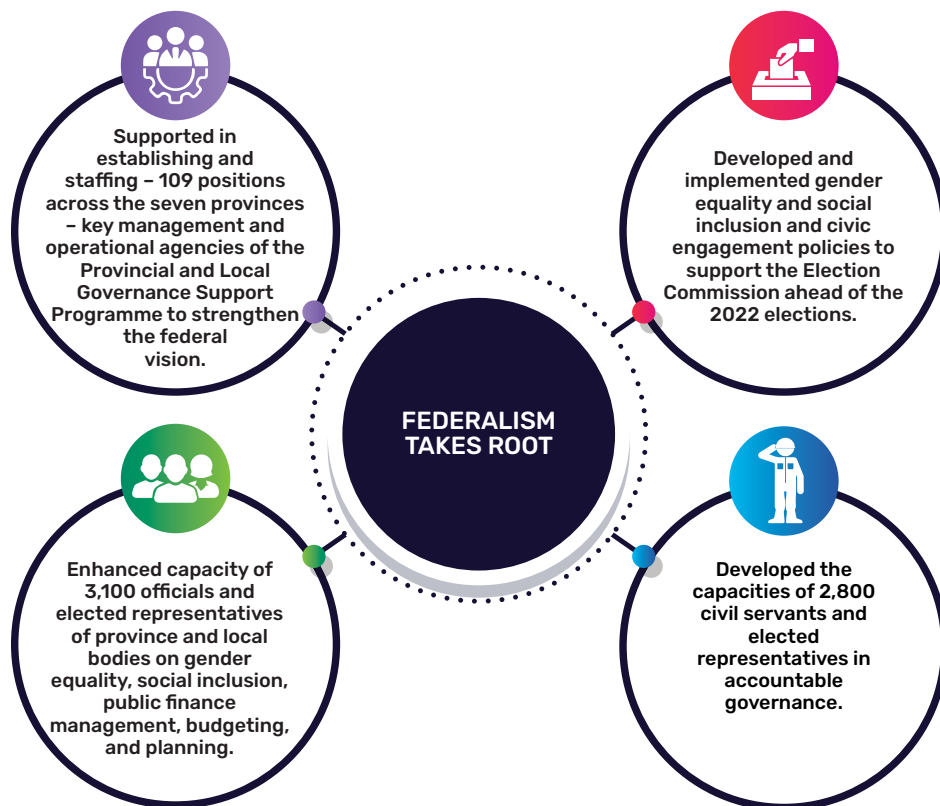 Supported in
establishing and
staffing – 109 positions
across the seven provinces
– key management and
operational agencies of the
Provincial and Local
Governance Support
Programme to strengthen
the federal
vision.
Developed and
implemented gender
equality and social
inclusion and civic
engagement policies to
support the Election
Commission ahead of the
2022 elections.
FEDERALISM
TAKES ROOT
Enhanced capacity of
3,100 officials and
elected representatives
of province and local
bodies on gender
equality, social inclusion,
public finance
management, budgeting,
and planning.
Developed the
capacities of 2,800
civil servants and
elected
representatives in
accountable
governance.